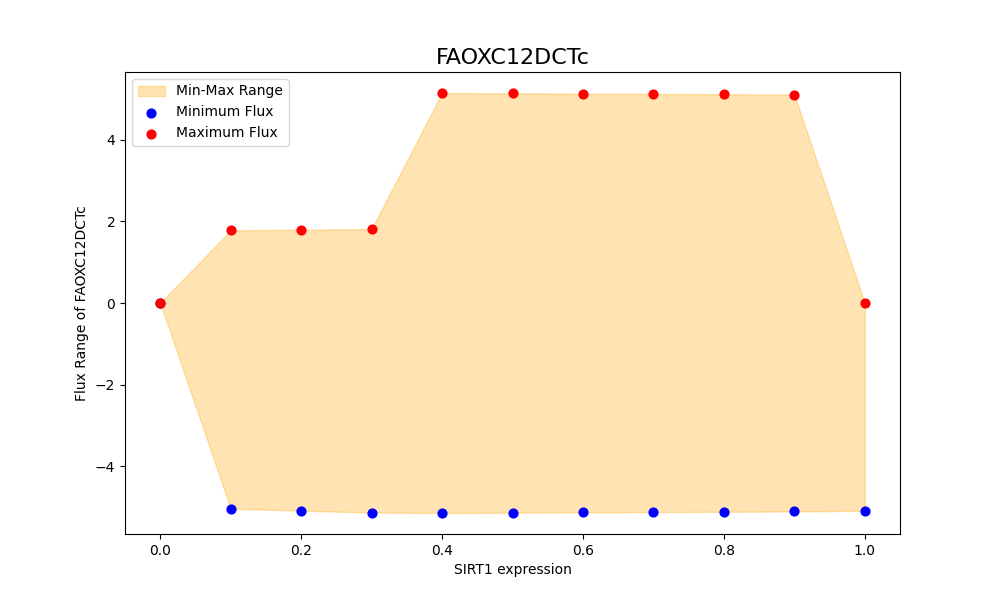 FAOXC12DCTc
Min-Max Range
Minimum Flux
Maximum Flux
Flux Range of FAOXC12DCTc
4
2
0
−2
−4
0.0 0.2 0.4 0.6 0.8 1.0
SIRT1 expression